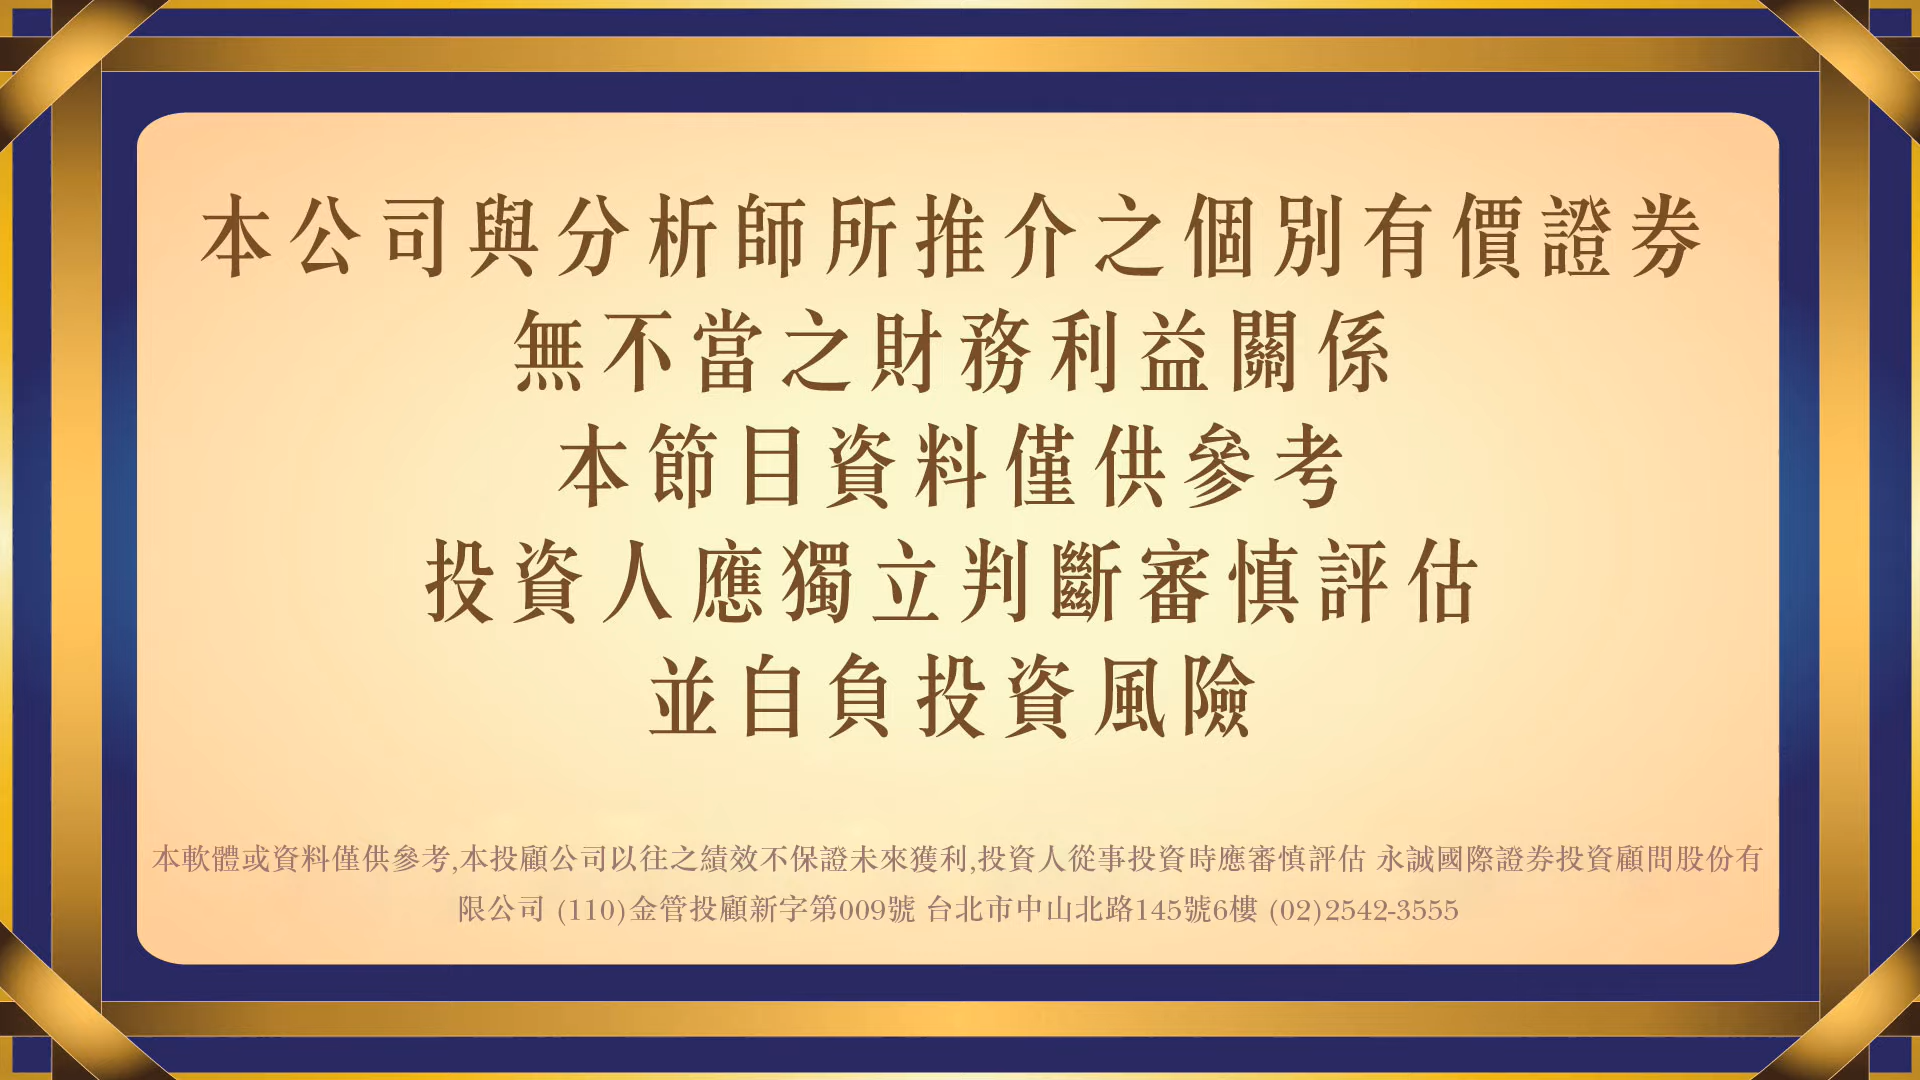 本公司與分析師所推介之個別有價證券
無不當之財務利益關係
本節目資料僅供參考
投資人應獨立判斷審慎評估
並自負投資風險
本軟體或資料僅供參考,本投顧公司以往之績效不保證未來獲利,投資人從事投資時應審慎評估 永誠國際證券投資顧問股份有
限公司 (110)金管投顧新字第009號 台北市中山北路145號6樓 (02)2542-3555